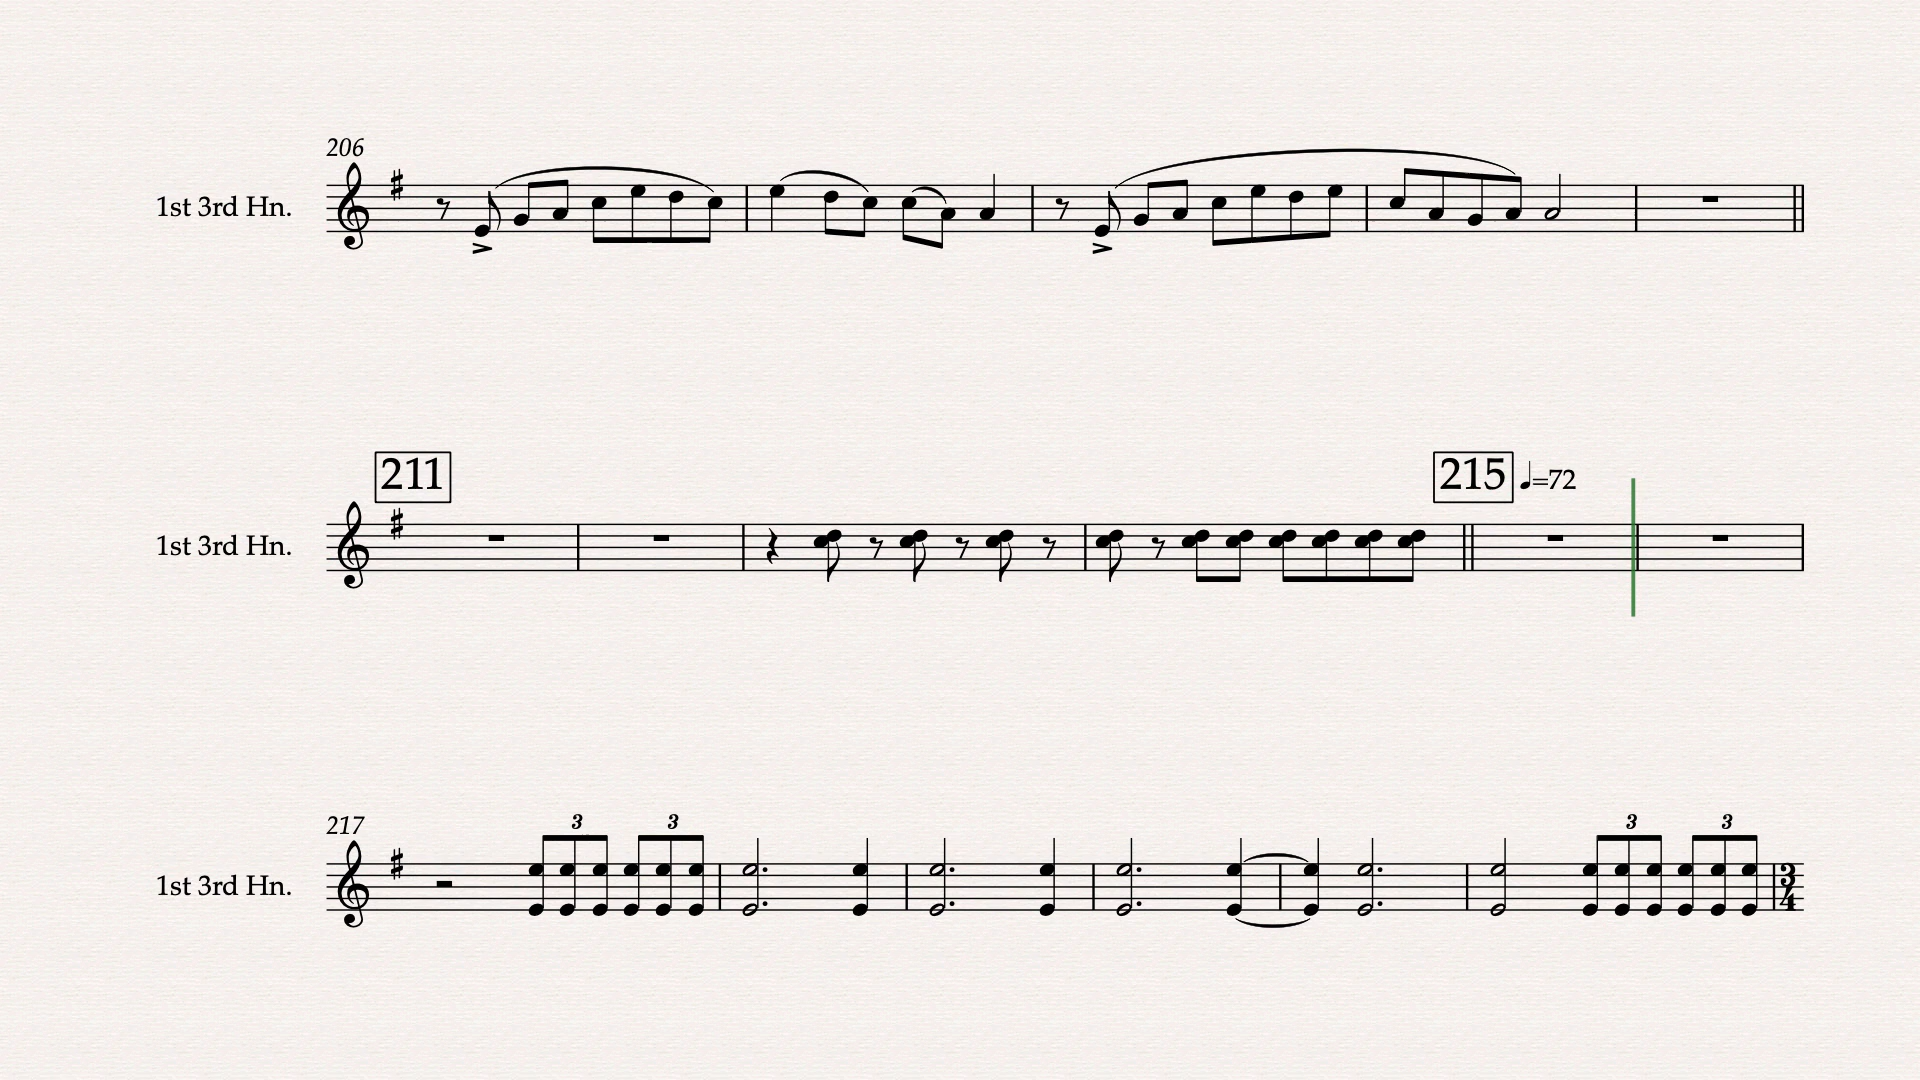 206
1st 3rd Hn.
211
215 ♩=72
1st 3rd Hn.
217
3 3 3 3
1st 3rd Hn.
3
4